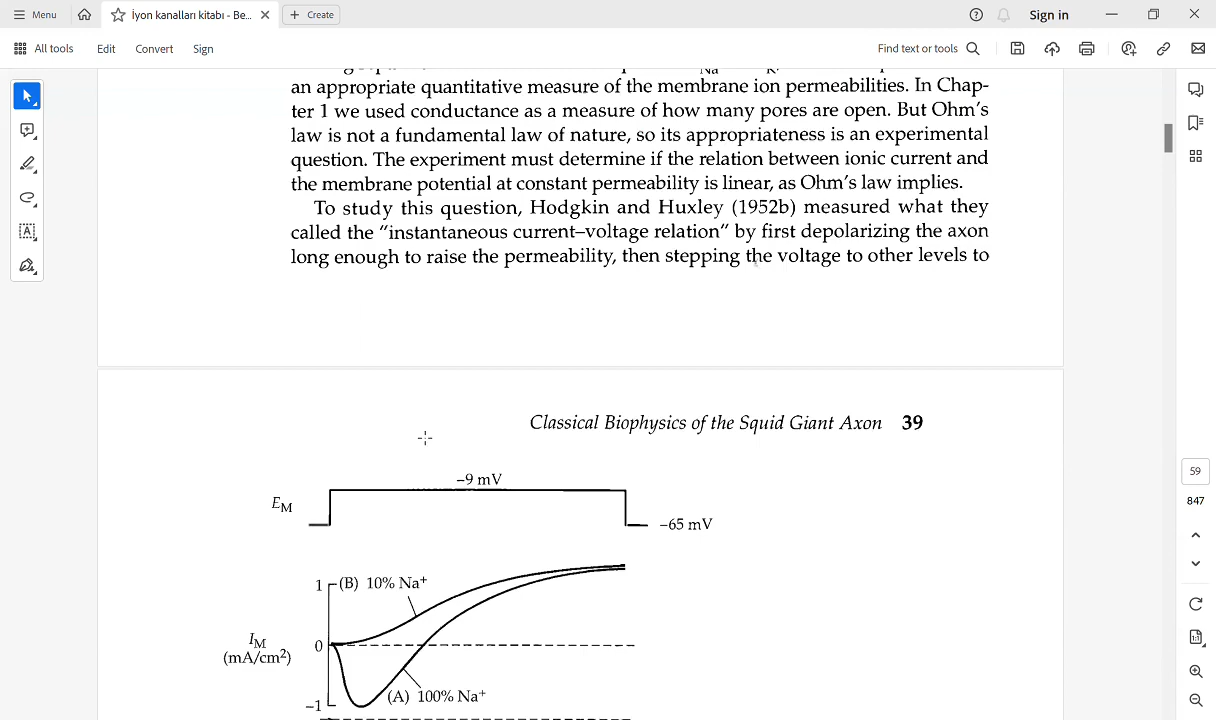 Menu
İyon kanalları kitabı - Be...
Create
Sign in
All tools
Edit
Convert
Sign
Find text or tools
Na
K,
an appropriate quantitative measure of the membrane ion permeabilities. In Chap-
ter 1 we used conductance as a measure of how many pores are open. But Ohm's
law is not a fundamental law of nature, so its appropriateness is an experimental
question. The experiment must determine if the relation between ionic current and
the membrane potential at constant permeability is linear, as Ohm's law implies.
To study this question, Hodgkin and Huxley (1952b) measured what they
called the "instantaneous current–voltage relation" by first depolarizing the axon
long enough to raise the permeability, then stepping the voltage to other levels to
59
847
Classical Biophysics of the Squid Giant Axon 39
−9 mV
EM
−65 mV
1
(B) 10% Na+
IM
(mA/cm2)
0
(A) 100% Na+
−1